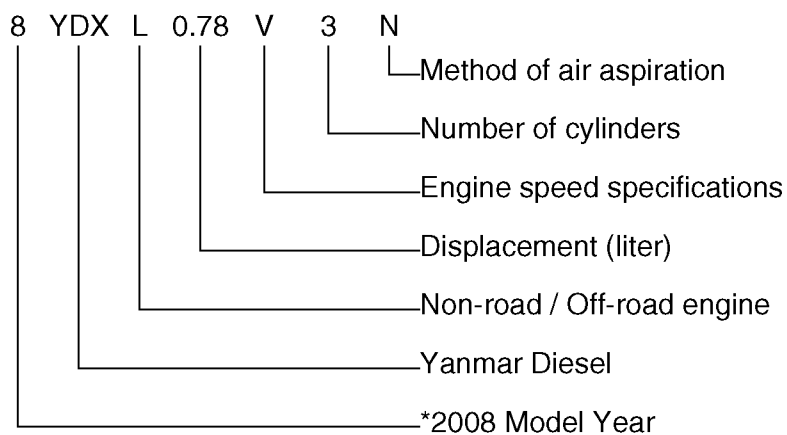 8 YDX L 0.78 V 3 N
Method of air aspiration
Number of cylinders
Engine speed specifications
Displacement (liter)
Non-road / Off-road engine
Yanmar Diesel
*2008 Model Year